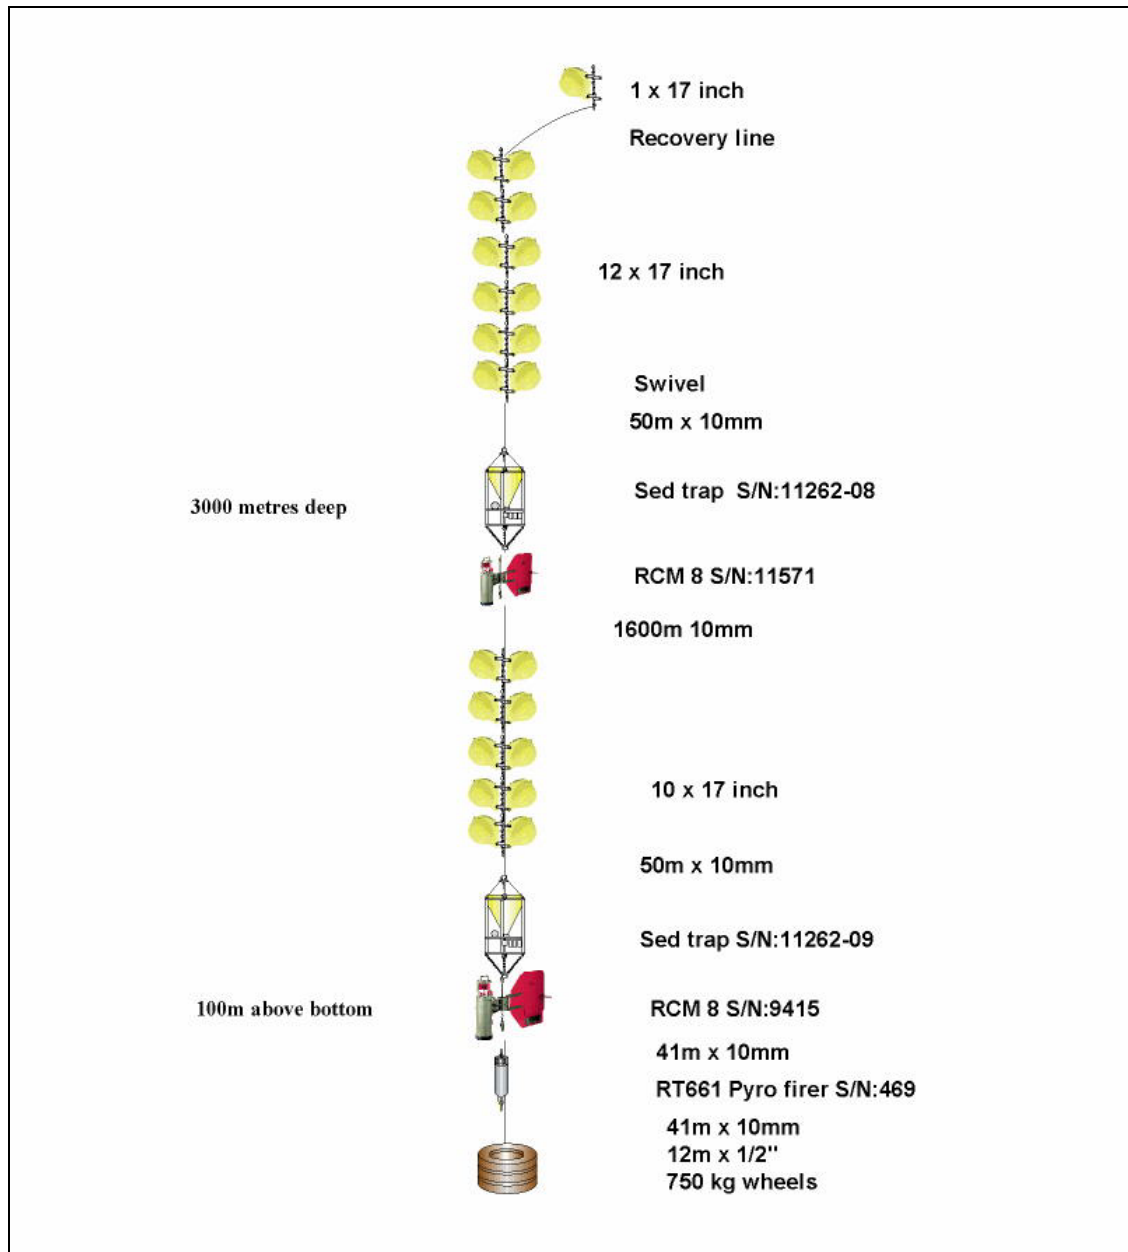 1 x 17 inch
Recovery line
12 x 17 inch
Swivel
50m x 10mm
Sed trap S/N:11262-08
3000 metres deep
RCM 8 S/N:11571
1600m 10mm
10 x 17 inch
50m x 10mm
Sed trap S/N:11262-09
100m above bottom
RCM 8 S/N:9415
41m x 10mm
RT661 Pyro firer S/N:469
41m x 10mm
12m x 1/2"
750 kg wheels